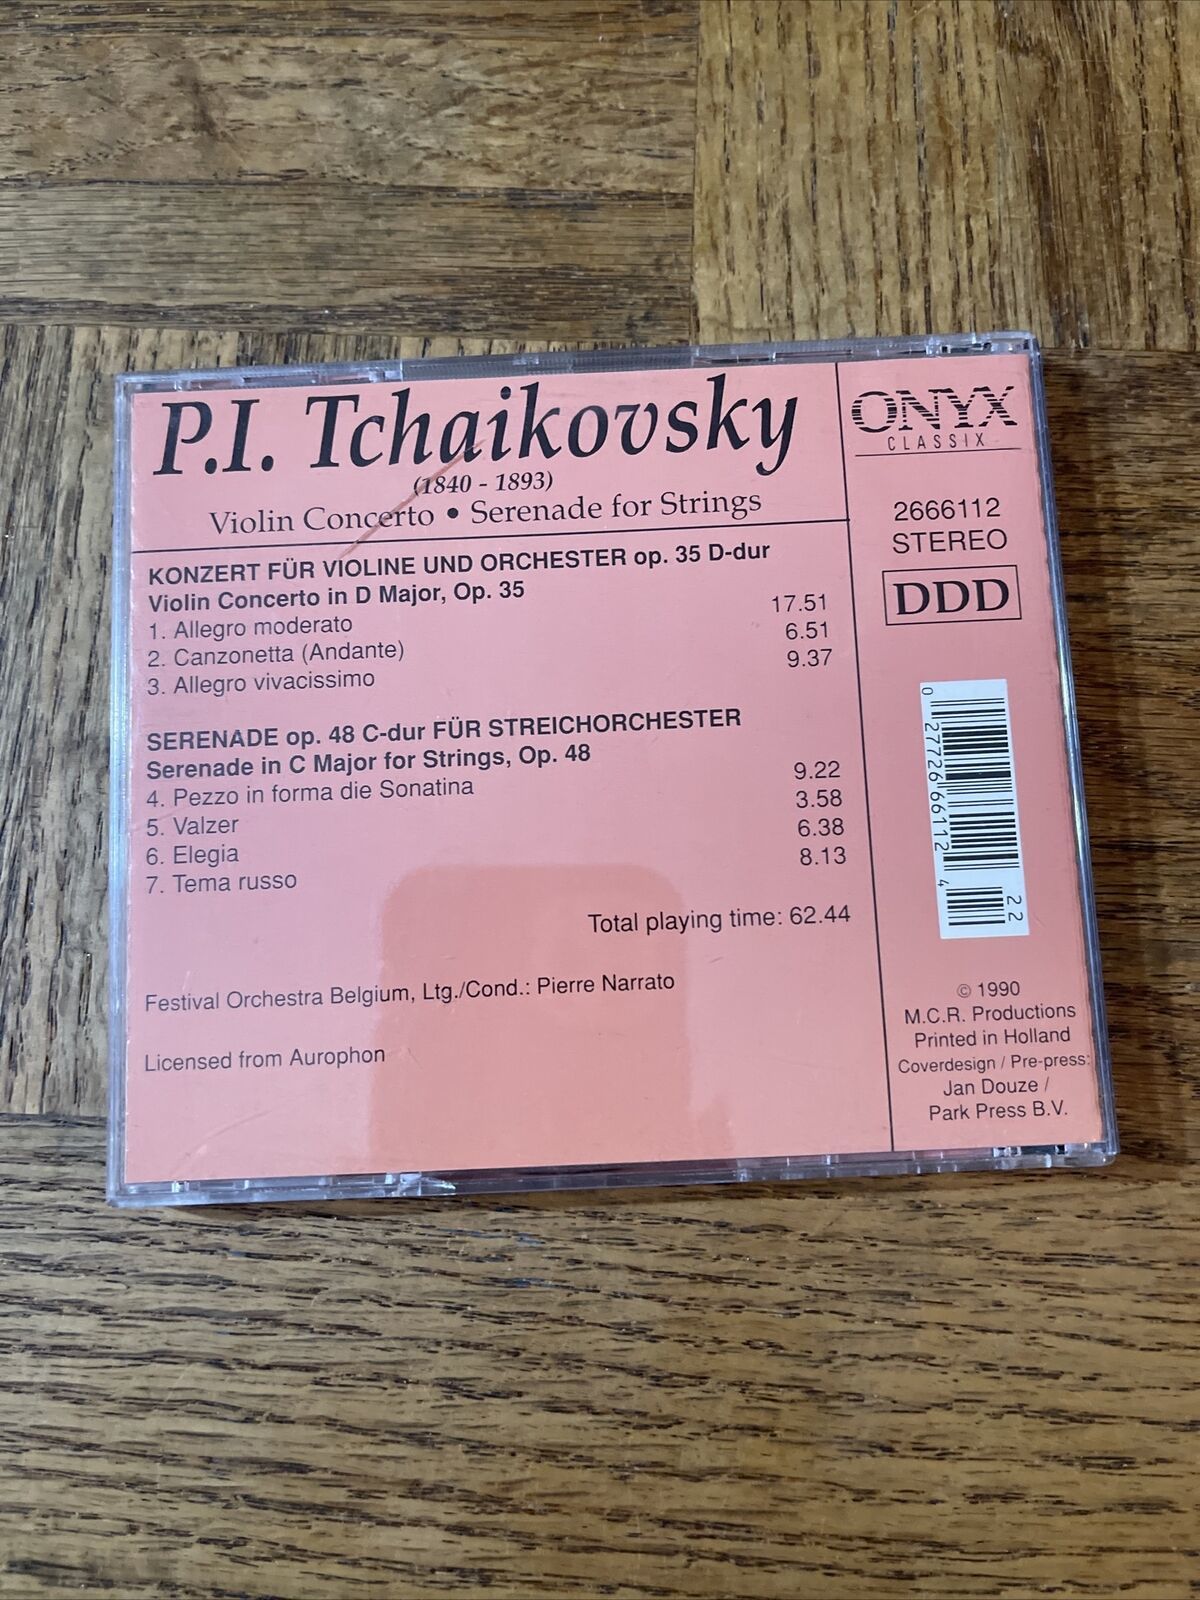 P.I. Tchaikovsky
(1840 - 1893)
Violin Concerto • Serenade for Strings
KONZERT FÜR VIOLINE UND ORCHESTER op. 35 D-dur
Violin Concerto in D Major, Op. 35
1. Allegro moderato 17.51
2. Canzonetta (Andante) 6.51
3. Allegro vivacissimo 9.37
SERENADE op. 48 C-dur FÜR STREICHORCHESTER
Serenade in C Major for Strings, Op. 48
4. Pezzo in forma die Sonatina 9.22
5. Valzer 3.58
6. Elegia 6.38
7. Tema russo 8.13
Total playing time: 62.44
Festival Orchestra Belgium, Ltg./Cond.: Pierre Narrato
Licensed from Aurophon
ONYX
CLASSIX
2666112
STEREO
DDD
0 27726 66112 4
22
© 1990
M.C.R. Productions
Printed in Holland
Coverdesign / Pre-press:
Jan Douze /
Park Press B.V.